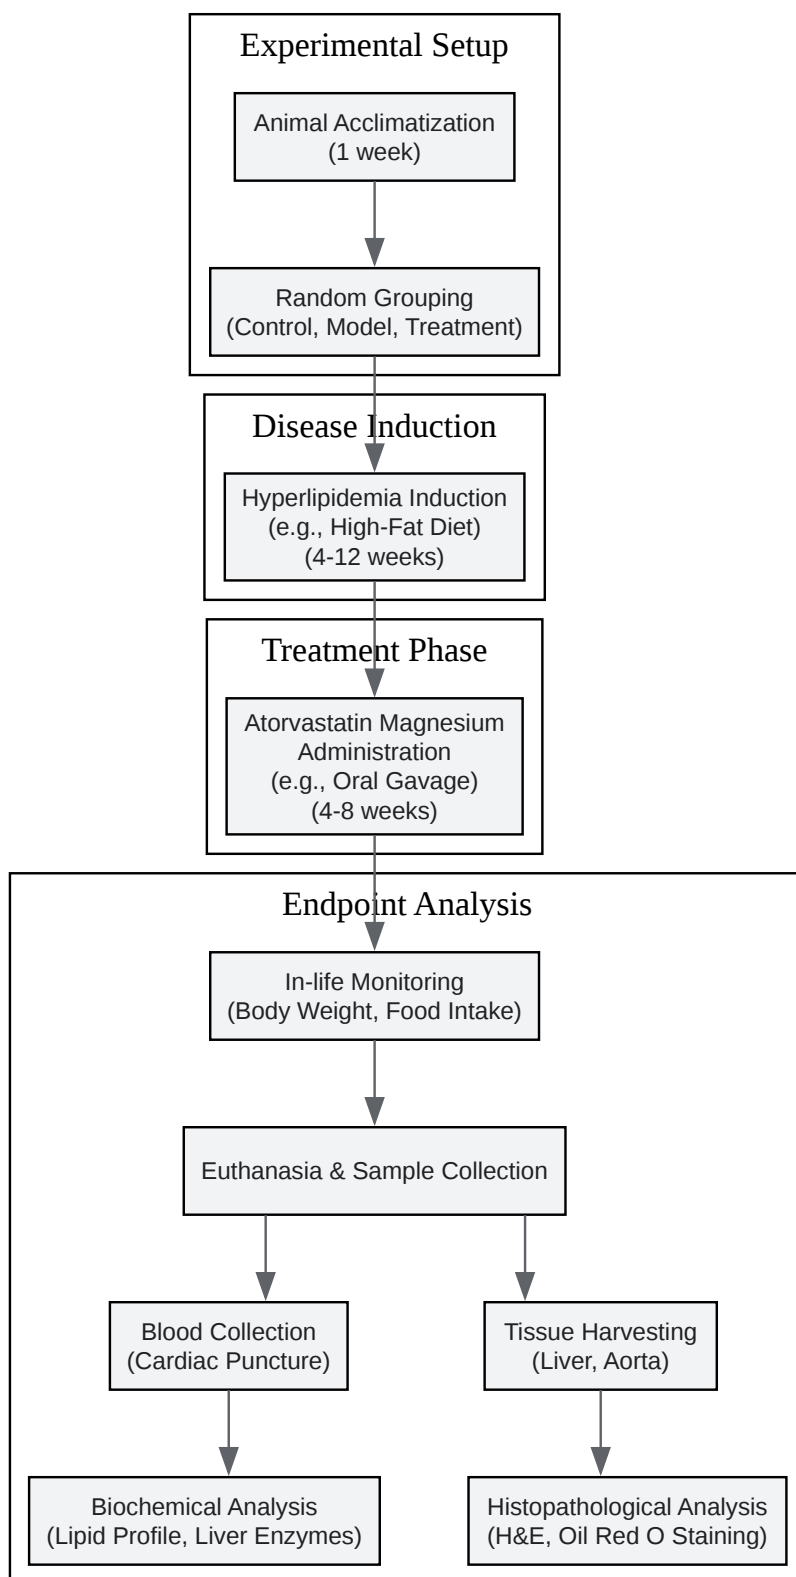 Experimental Setup
Animal Acclimatization
(1 week)
Random Grouping
(Control, Model, Treatment)
Disease Induction
Hyperlipidemia Induction
(e.g., High-Fat Diet)
(4-12 weeks)
Treatment Phase
Atorvastatin Magnesium
Administration
(e.g., Oral Gavage)
(4-8 weeks)
Endpoint Analysis
In-life Monitoring
(Body Weight, Food Intake)
Euthanasia & Sample Collection
Blood Collection
(Cardiac Puncture)
Tissue Harvesting
(Liver, Aorta)
Biochemical Analysis
(Lipid Profile, Liver Enzymes)
Histopathological Analysis
(H&E, Oil Red O Staining)